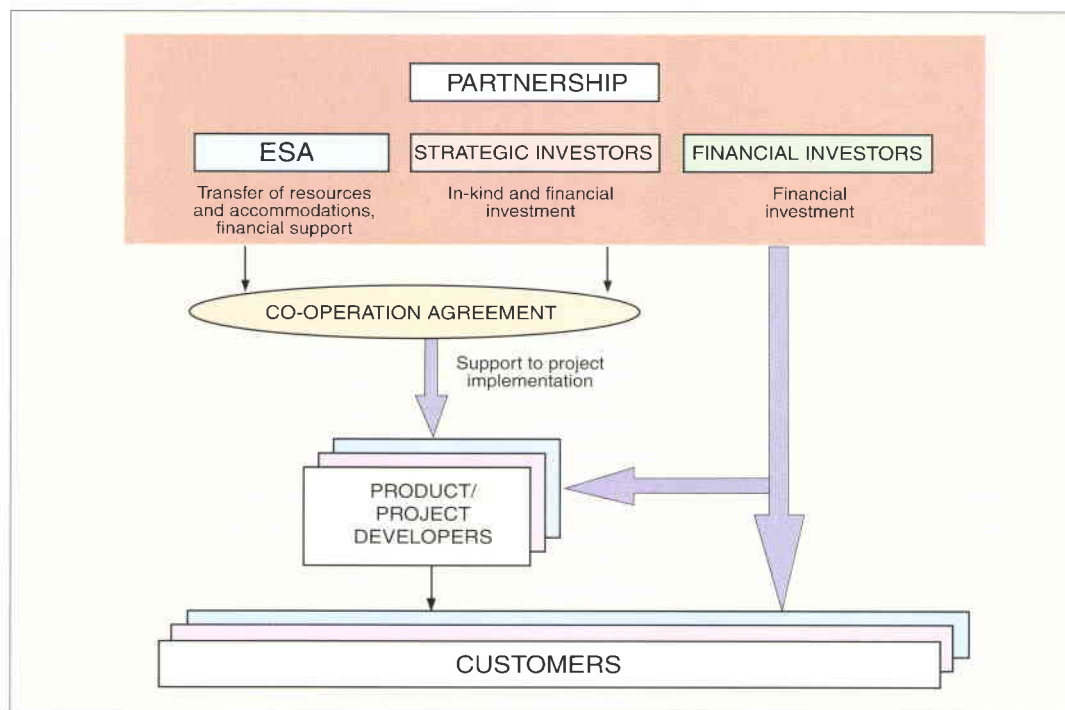 PARTNERSHIP
ESA
Transfer of resources
and accommodations,
financial support
STRATEGIC INVESTORS
In-kind and financial
investment
FINANCIAL INVESTORS
Financial
investment
CO-OPERATION AGREEMENT
Support to project
implementation
PRODUCT/
PROJECT
DEVELOPERS
CUSTOMERS